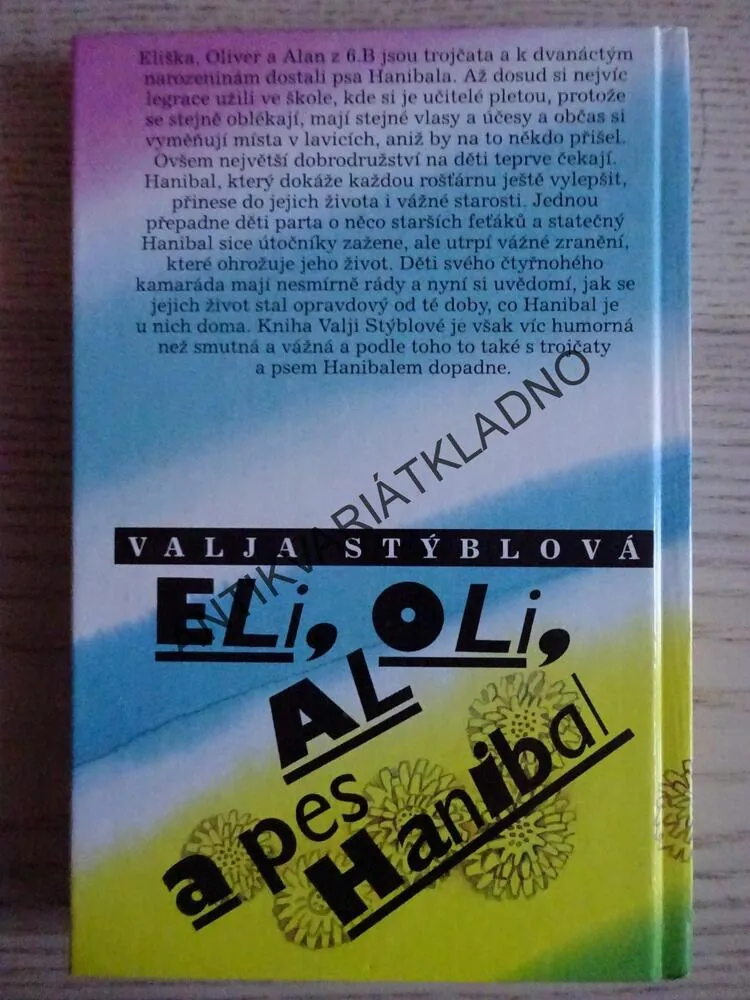 Eliška, Oliver a Alan z 6.B jsou trojčata a k dvanáctým
narozeninám dostali psa Hanibala. Až dosud si nejvíc
legrace užili ve škole, kde si je učitelé pletou, protože
se stejně oblékají, mají stejné vlasy a účesy a občas si
vyměňují místa v lavicích, aniž by na to někdo přišel.
Ovšem největší dobrodružství na děti teprve čekají.
Hanibal, který dokáže každou rošťárnu ještě vylepšit,
přinese do jejich života i vážné starosti. Jednou
přepadne děti parta o něco starších feťáků a statečný
Hanibal sice útočníky zažene, ale utrpí vážné zranění,
které ohrožuje jeho život. Děti svého čtyřnohého
kamaráda mají nesmírně rády a nyní si uvědomí, jak se
jejich život stal opravdový od té doby, co Hanibal je
u nich doma. Kniha Valji Stýblové je však víc humorná
než smutná a vážná a podle toho to také s trojčaty
a psem Hanibalem dopadne.
ANTIKVARIÁTKLADNO
VALJA STÝBLOVÁ
ELi, OLi,
AL
a pes
Hanibal